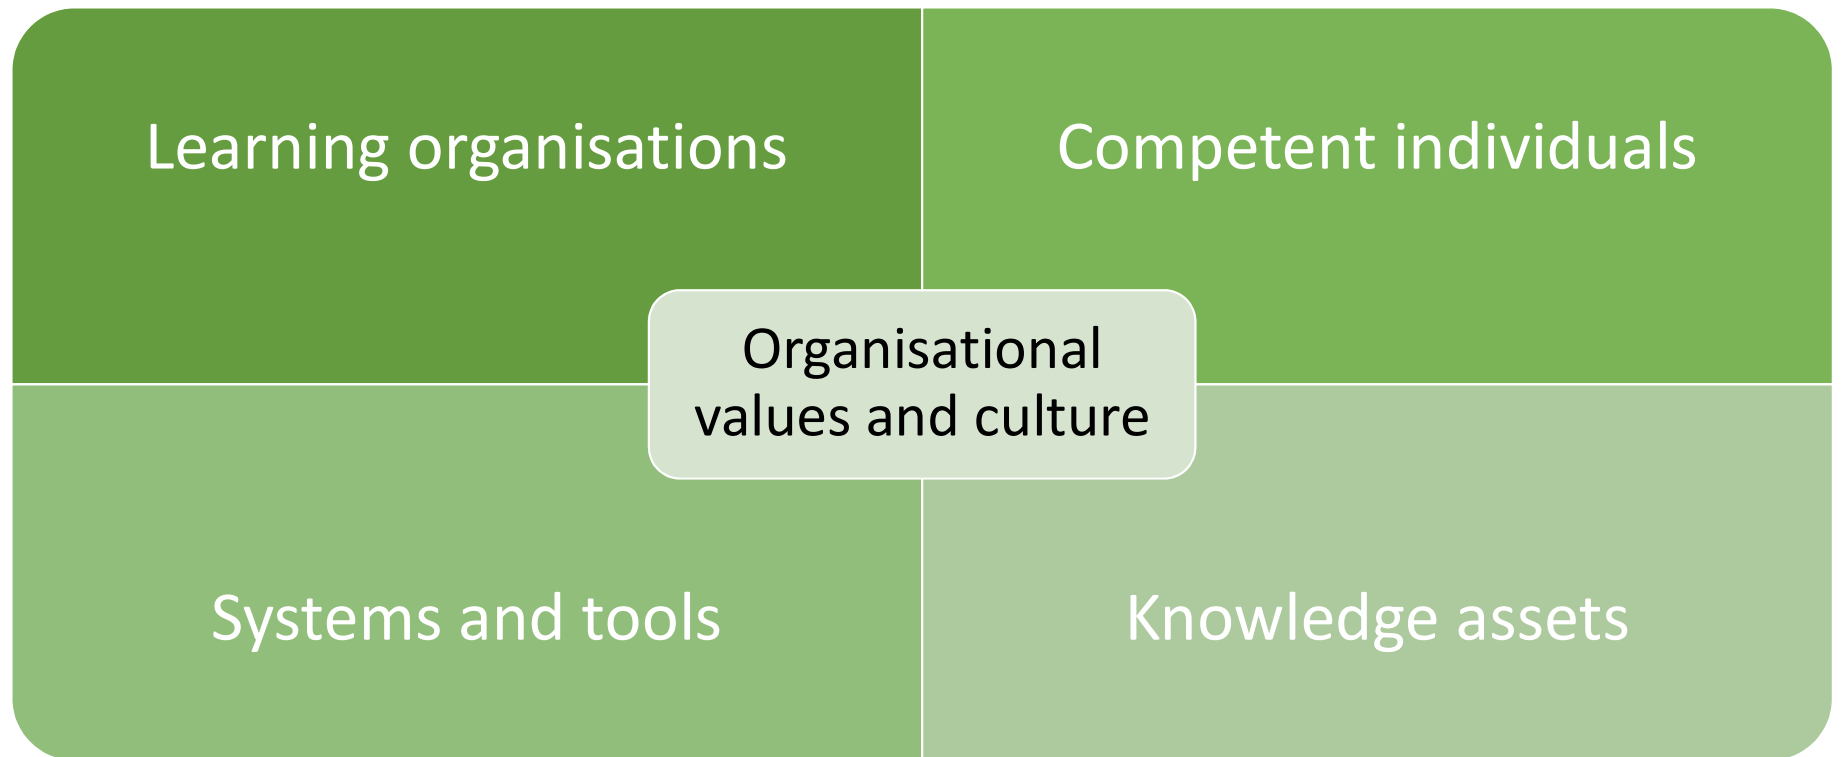 Learning organisations
Competent individuals
Organisational
values and culture
Systems and tools
Knowledge assets